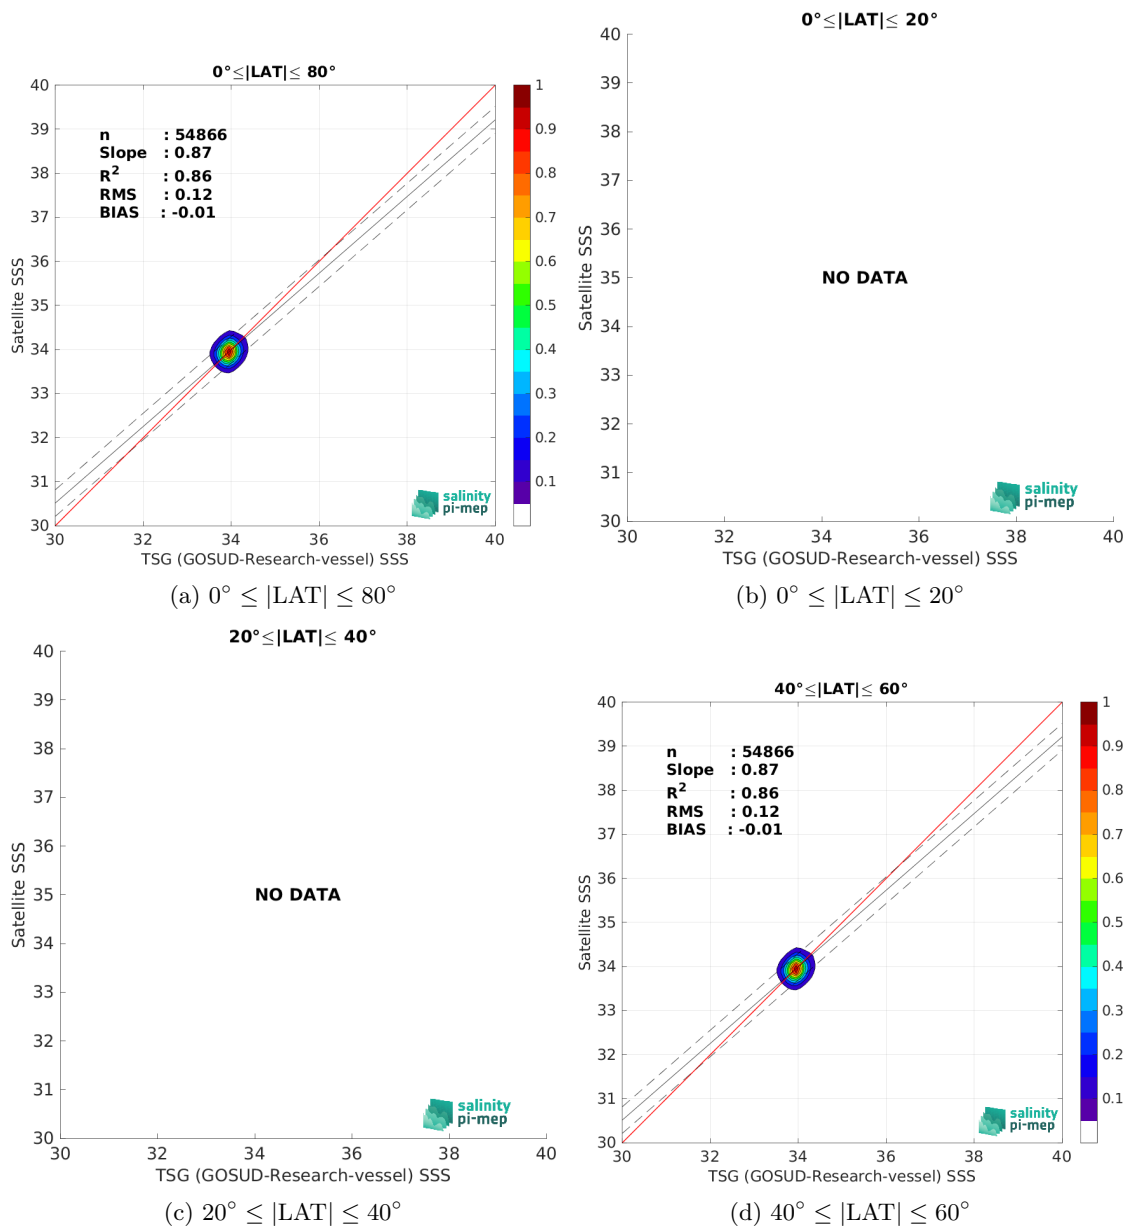 0°≤|LAT|≤ 80°
40
39
38
37
36
35
34
33
32
31
30
Satellite SSS
n : 54866
Slope : 0.87
R² : 0.86
RMS : 0.12
BIAS : -0.01
salinity
pi-mep
30 32 34 36 38 40
TSG (GOSUD-Research-vessel) SSS
1
0.9
0.8
0.7
0.6
0.5
0.4
0.3
0.2
0.1
(a) 0° ≤ |LAT| ≤ 80°
0°≤|LAT|≤ 20°
40
39
38
37
36
35
34
33
32
31
30
Satellite SSS
NO DATA
salinity
pi-mep
30 32 34 36 38 40
TSG (GOSUD-Research-vessel) SSS
(b) 0° ≤ |LAT| ≤ 20°
20°≤|LAT|≤ 40°
40
39
38
37
36
35
34
33
32
31
30
Satellite SSS
NO DATA
salinity
pi-mep
30 32 34 36 38 40
TSG (GOSUD-Research-vessel) SSS
(c) 20° ≤ |LAT| ≤ 40°
40°≤|LAT|≤ 60°
40
39
38
37
36
35
34
33
32
31
30
Satellite SSS
n : 54866
Slope : 0.87
R² : 0.86
RMS : 0.12
BIAS : -0.01
salinity
pi-mep
30 32 34 36 38 40
TSG (GOSUD-Research-vessel) SSS
1
0.9
0.8
0.7
0.6
0.5
0.4
0.3
0.2
0.1
(d) 40° ≤ |LAT| ≤ 60°